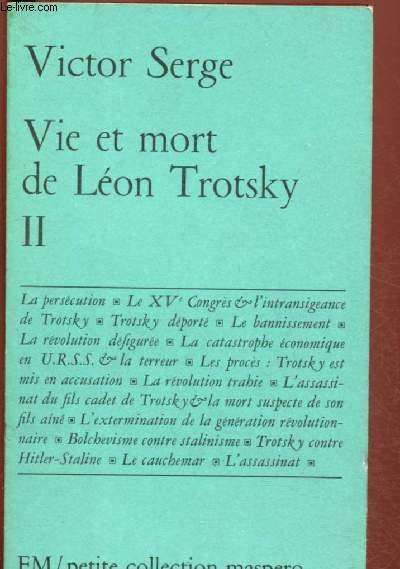 Le-livre.com
Victor Serge
Vie et mort
de Léon Trotsky
II
La persécution ▣ Le XVᵉ Congrès & l'intransigeance
de Trotsky ▣ Trotsky déporté ▣ Le bannissement ▣
La révolution défigurée ▣ La catastrophe économique
en U.R.S.S. & la terreur ▣ Les procès : Trotsky est
mis en accusation ▣ La révolution trahie ▣ L'assassi-
nat du fils cadet de Trotsky & la mort suspecte de son
fils aîné ▣ L'extermination de la génération révolution-
naire ▣ Bolchevisme contre stalinisme ▣ Trotsky contre
Hitler-Staline ▣ Le cauchemar ▣ L'assassinat ▣
FM/petite collection maspero